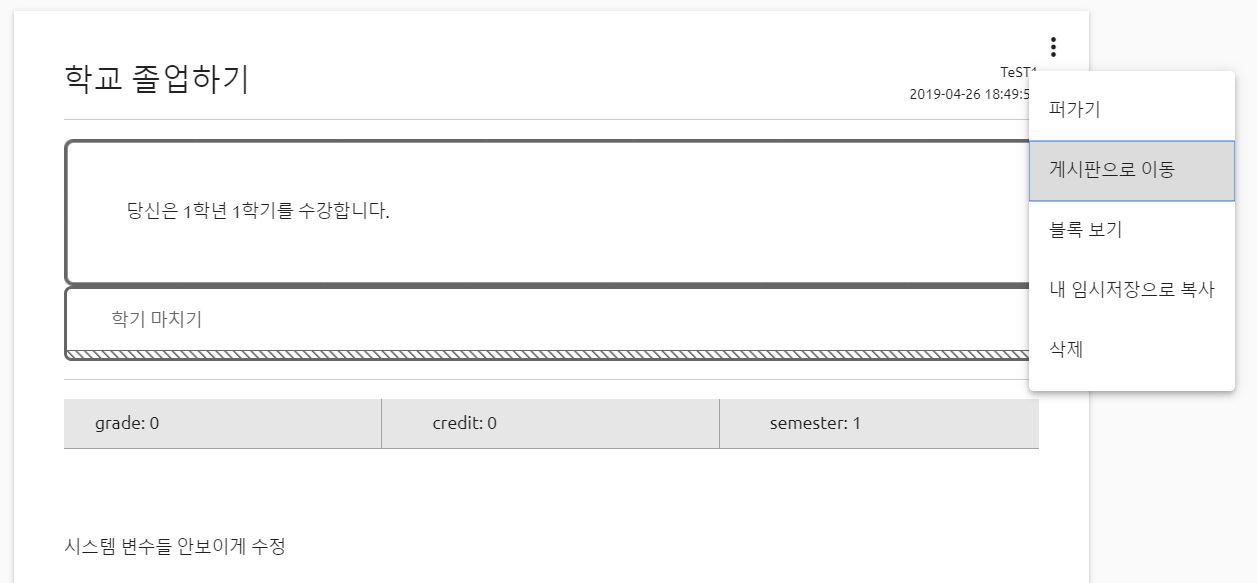 학교 졸업하기
TeST1
2019-04-26 18:49:5
퍼가기
게시판으로 이동
블록 보기
내 임시저장으로 복사
삭제
당신은 1학년 1학기를 수강합니다.
학기 마치기
grade: 0 credit: 0 semester: 1
시스템 변수들 안보이게 수정